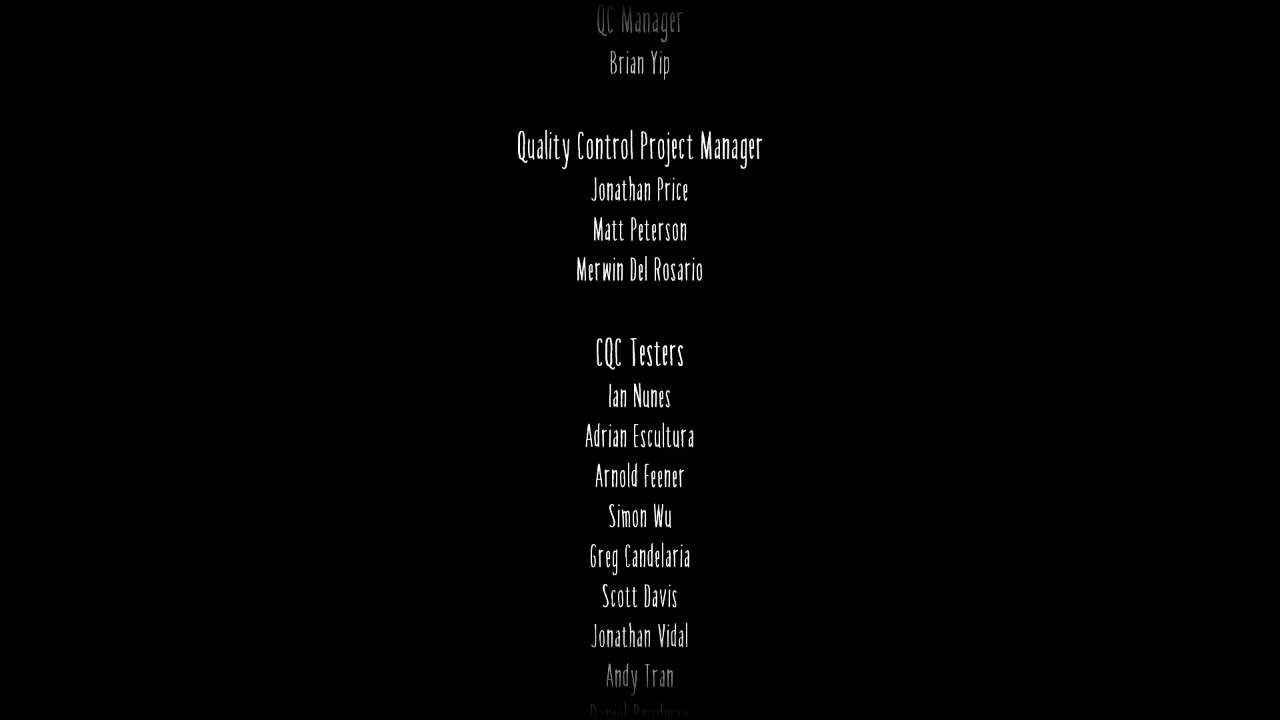 QC Manager
Brian Yip
Quality Control Project Manager
Jonathan Price
Matt Peterson
Merwin Del Rosario
CQC Testers
Ian Nunes
Adrian Escultura
Arnold Feener
Simon Wu
Greg Candelaria
Scott Davis
Jonathan Vidal
Andy Tran